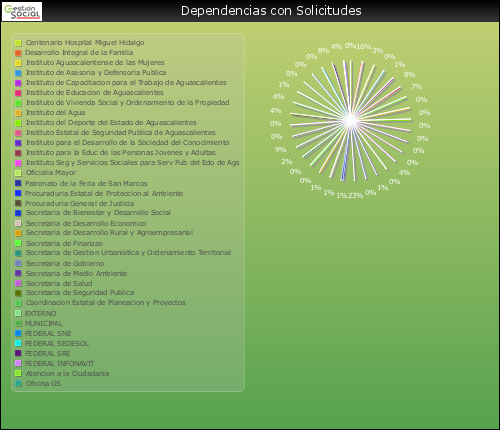 Gestión Social
Dependencias con Solicitudes
Centenario Hospital Miguel Hidalgo
Desarrollo Integral de la Familia
Instituto Aguascalentense de las Mujeres
Instituto de Asesoria y Defensoria Publica
Instituto de Capacitacion para el Trabajo de Aguascalientes
Instituto de Educacion de Aguascalientes
Instituto de Vivienda Social y Ordenamiento de la Propiedad
Instituto del Agua
Instituto del Deporte del Estado de Aguascalientes
Instituto Estatal de Seguridad Publica de Aguascalientes
Instituto para el Desarrollo de la Sociedad del Conocimiento
Instituto para la Educ de las Personas Jovenes y Adultas
Instituto Seg y Servicios Sociales para Serv Pub del Edo de Ags
Oficialia Mayor
Patronato de la Feria de San Marcos
Procuraduria Estatal de Proteccion al Ambiente
Procuraduria General de Justicia
Secretaria de Bienestar y Desarrollo Social
Secretaria de Desarrollo Economico
Secretaria de Desarrollo Rural y Agroempresarial
Secretaria de Finanzas
Secretaria de Gestion Urbanistica y Ordenamiento Territorial
Secretaria de Gobierno
Secretaria de Medio Ambiente
Secretaria de Salud
Secretaria de Seguridad Publica
Coordinacion Estatal de Planeacion y Proyectos
EXTERNO
MUNICIPAL
FEDERAL SNE
FEDERAL SEDESOL
FEDERAL SRE
FEDERAL INFONAVIT
Atencion a la Ciudadania
Oficina GS
0%
16%
3%
1%
8%
7%
0%
0%
0%
0%
0%
0%
4%
0%
1%
0%
23%
1%
1%
1%
0%
0%
2%
9%
0%
0%
4%
4%
1%
0%
0%
0%
8%
4%